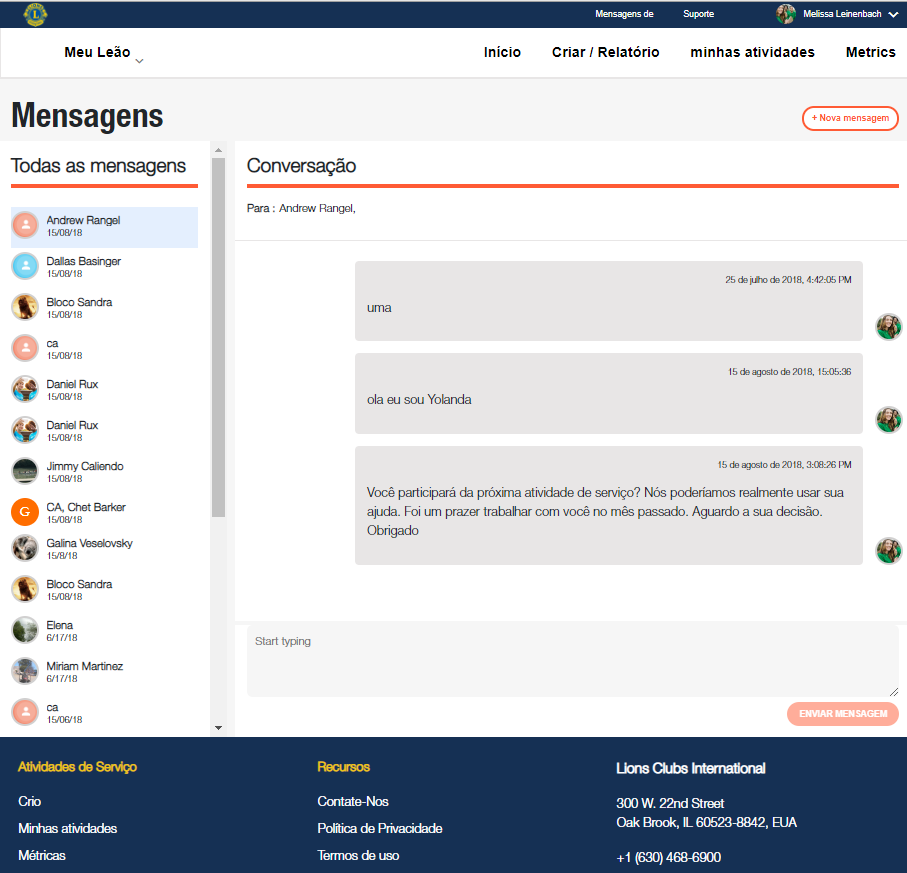 Mensagens de
Suporte
Melissa Leinenbach
Meu Leão
Início
Criar / Relatório
minhas atividades
Metrics
Mensagens
+ Nova mensagem
Todas as mensagens
Andrew Rangel
15/08/18
Dallas Basinger
15/08/18
Bloco Sandra
15/08/18
ca
15/08/18
Daniel Rux
15/08/18
Daniel Rux
15/08/18
Jimmy Caliendo
15/08/18
G
CA, Chet Barker
15/08/18
Galina Veselovsky
15/8/18
Bloco Sandra
15/08/18
Elena
6/17/18
Miriam Martinez
6/17/18
ca
15/06/18
Conversação
Para : Andrew Rangel,
25 de julho de 2018, 4:42:05 PM
uma
15 de agosto de 2018, 15:05:36
ola eu sou Yolanda
15 de agosto de 2018, 3:08:26 PM
Você participará da próxima atividade de serviço? Nós poderíamos realmente usar sua
ajuda. Foi um prazer trabalhar com você no mês passado. Aguardo a sua decisão.
Obrigado
Start typing
ENVIAR MENSAGEM
Atividades de Serviço
Crio
Minhas atividades
Métricas
Recursos
Contate-Nos
Política de Privacidade
Termos de uso
Lions Clubs International
300 W. 22nd Street
Oak Brook, IL 60523-8842, EUA
+1 (630) 468-6900